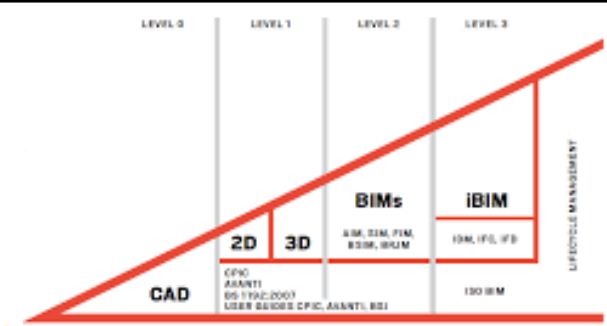 LEVEL 0
LEVEL 1
LEVEL 2
LEVEL 3
BIMs
iBIM
AIM, SIM, FIM,
BSIM, BRIM
IDM, IFC, IFD
2D
3D
CAD
CPIC
AVANTI
BS 1192:2007
USER GUIDES CPIC, AVANTI, BSI
ISO BIM
LIFECYCLE MANAGEMENT